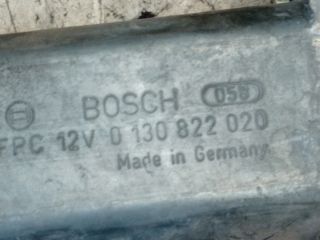 BOSCH 058
FPC 12V 0 130 822 020
Made in Germany